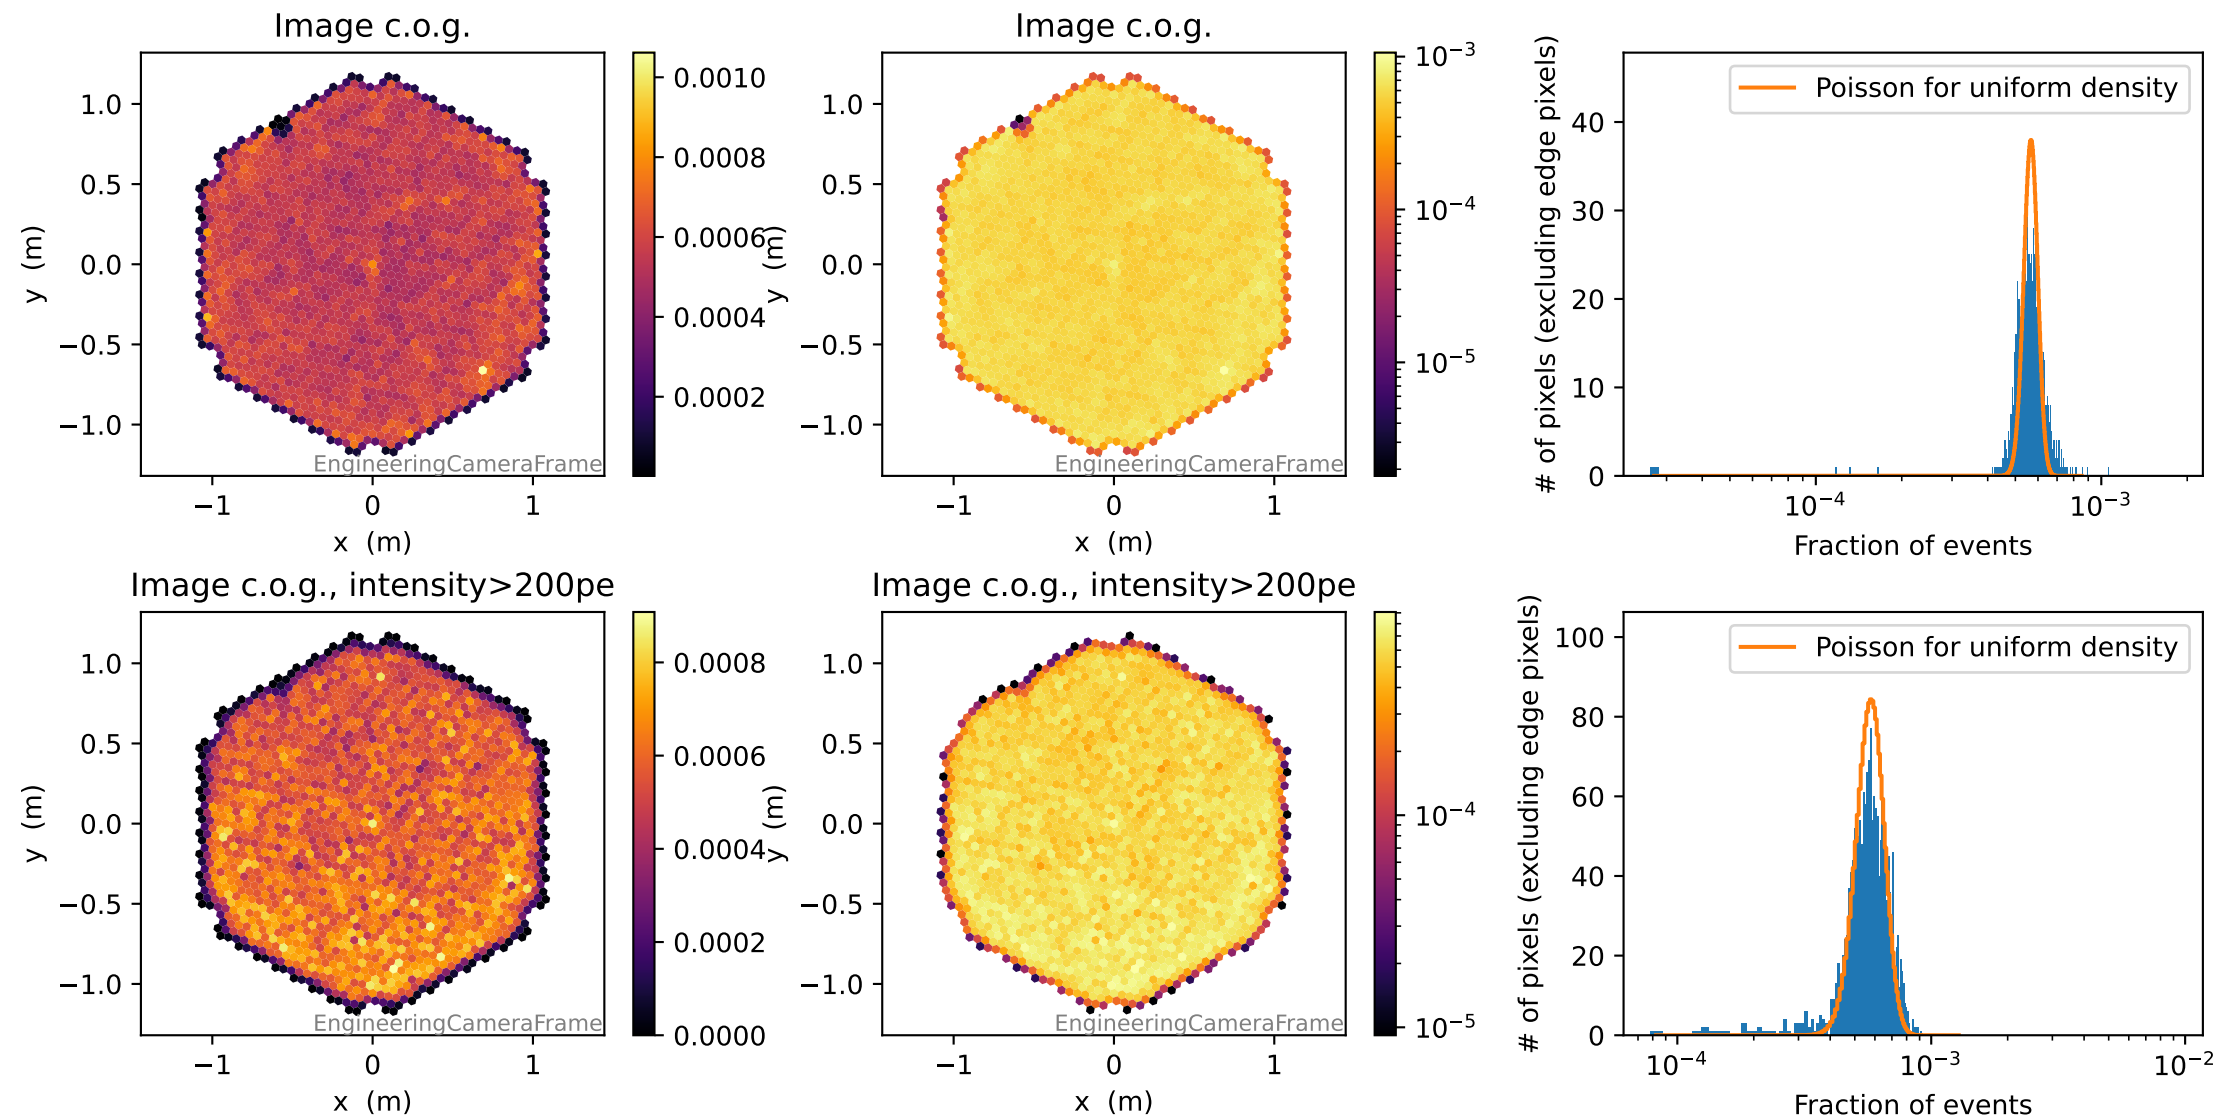 Image c.o.g.
y (m)
1.0
0.5
0.0
−0.5
−1.0
EngineeringCameraFrame
−1 0 1
x (m)
0.0010
0.0008
0.0006
0.0004
0.0002
Image c.o.g.
y (m)
1.0
0.5
0.0
−0.5
−1.0
EngineeringCameraFrame
−1 0 1
x (m)
10⁻³
10⁻⁴
10⁻⁵
# of pixels (excluding edge pixels)
Poisson for uniform density
40
30
20
10
0
10⁻⁴ 10⁻³
Fraction of events
Image c.o.g., intensity>200pe
y (m)
1.0
0.5
0.0
−0.5
−1.0
EngineeringCameraFrame
−1 0 1
x (m)
0.0008
0.0006
0.0004
0.0002
0.0000
Image c.o.g., intensity>200pe
y (m)
1.0
0.5
0.0
−0.5
−1.0
EngineeringCameraFrame
−1 0 1
x (m)
10⁻⁴
10⁻⁵
# of pixels (excluding edge pixels)
Poisson for uniform density
100
80
60
40
20
0
10⁻⁴ 10⁻³ 10⁻²
Fraction of events